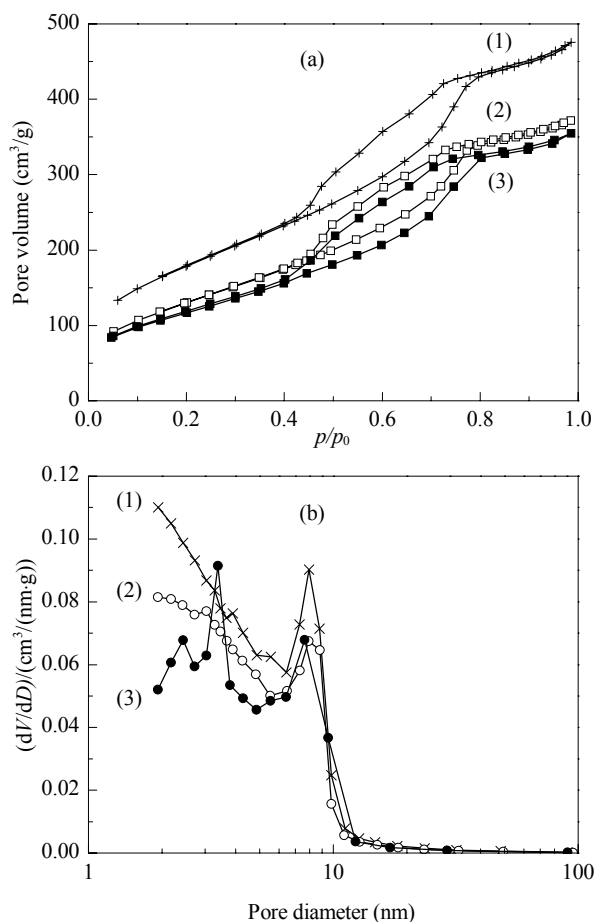 500
400
300
200
100
0
Pore volume (cm³/g)
(a)
(1)
(2)
(3)
0.0 0.2 0.4 0.6 0.8 1.0
p/p₀
0.12
0.10
0.08
0.06
0.04
0.02
0.00
(dV/dD)/(cm³/(nm·g))
(1)
(b)
(2)
(3)
1 10 100
Pore diameter (nm)